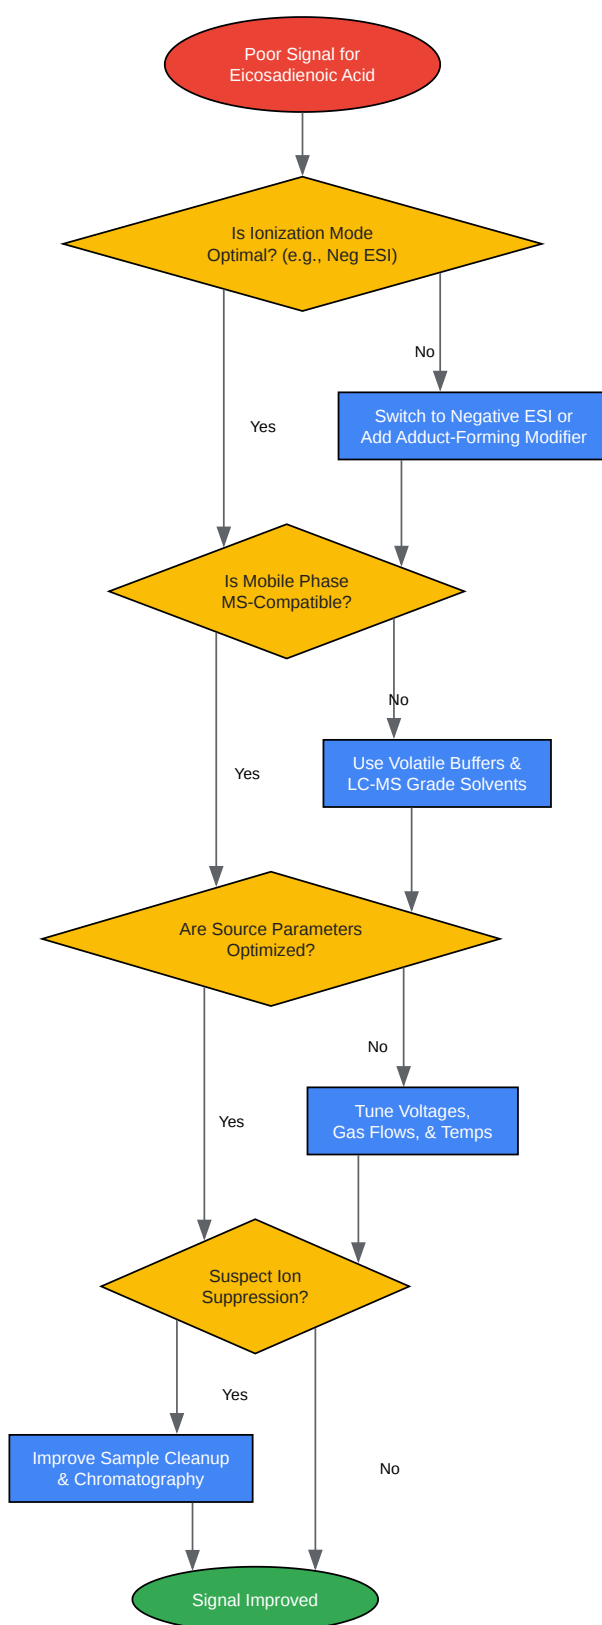 Poor Signal for
Eicosadienoic Acid
Is Ionization Mode
Optimal? (e.g., Neg ESI)
No
Yes
Switch to Negative ESI or
Add Adduct-Forming Modifier
Is Mobile Phase
MS-Compatible?
No
Yes
Use Volatile Buffers &
LC-MS Grade Solvents
Are Source Parameters
Optimized?
No
Yes
Tune Voltages,
Gas Flows, & Temps
Suspect Ion
Suppression?
Yes
No
Improve Sample Cleanup
& Chromatography
Signal Improved